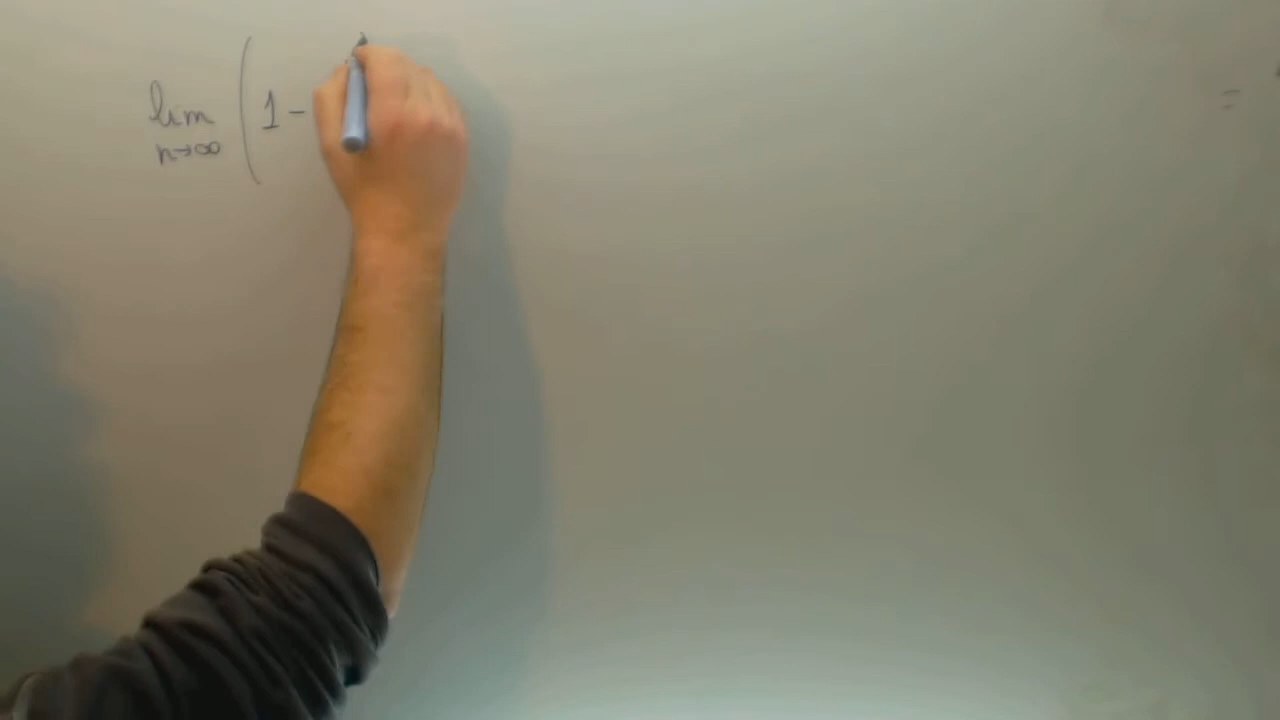 lim ( 1 - =
n→∞